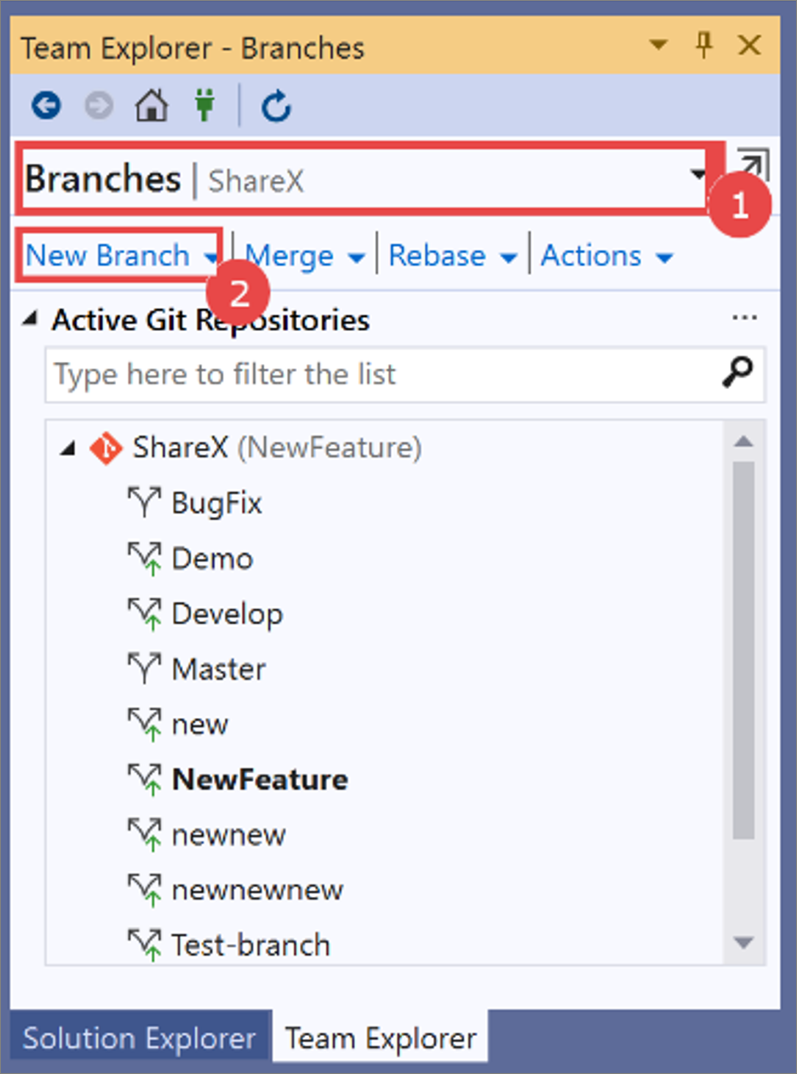 Team Explorer - Branches
Branches | ShareX
1
New Branch Merge Rebase Actions
2
Active Git Repositories ...
Type here to filter the list
ShareX (NewFeature)
BugFix
Demo
Develop
Master
new
NewFeature
newnew
newnewnew
Test-branch
Solution Explorer Team Explorer